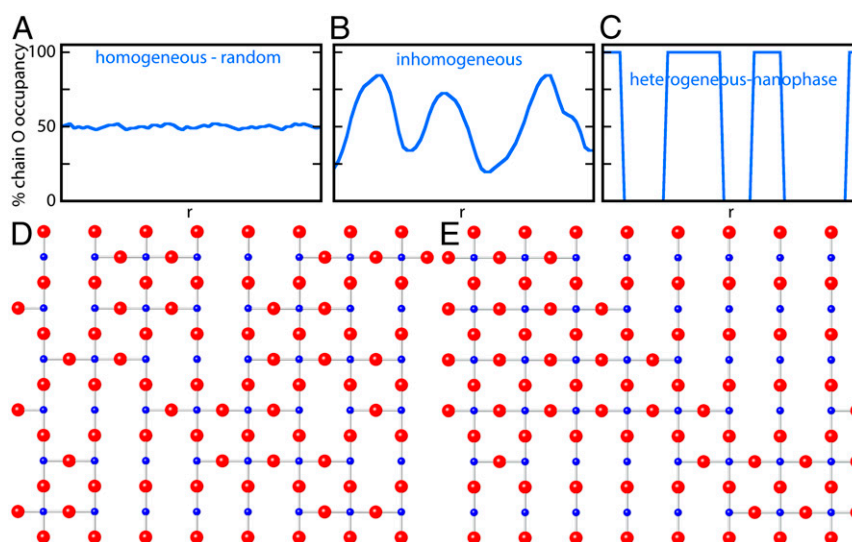 A
B
C
homogeneous - random
inhomogeneous
heterogeneous-nanophase
% chain O occupancy
100
50
0
r
r
r
D
E